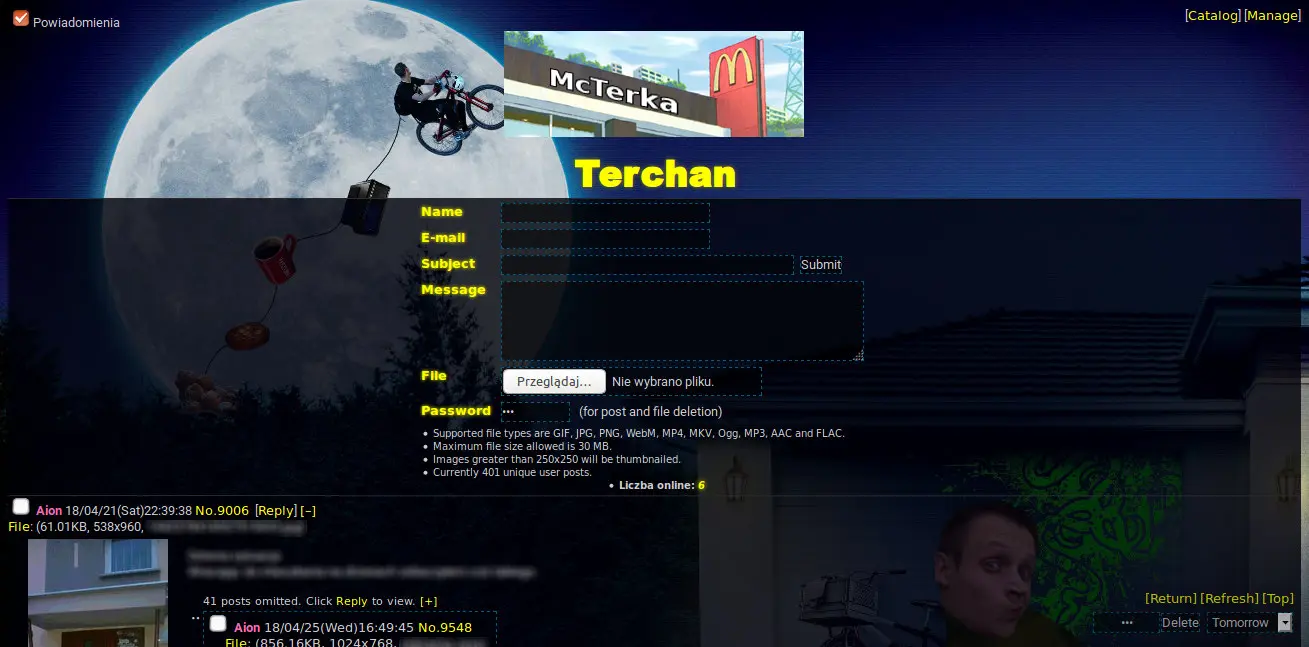 Powiadomienia
[Catalog] [Manage]
McTerka
Terchan
Name
E-mail
Subject
Submit
Message
File
Przeglądaj...
Nie wybrano pliku.
Password
•••
(for post and file deletion)
• Supported file types are GIF, JPG, PNG, WebM, MP4, MKV, Ogg, MP3, AAC and FLAC.
• Maximum file size allowed is 30 MB.
• Images greater than 250x250 will be thumbnailed.
• Currently 401 unique user posts.
• Liczba online: 6
Aion 18/04/21(Sat)22:39:38 No.9006 [Reply] [–]
File: (61.01KB, 538x960,
41 posts omitted. Click Reply to view. [+]
[Return] [Refresh] [Top]
Aion 18/04/25(Wed)16:49:45 No.9548
••• Delete Tomorrow
File: (856.16KB, 1024x768,